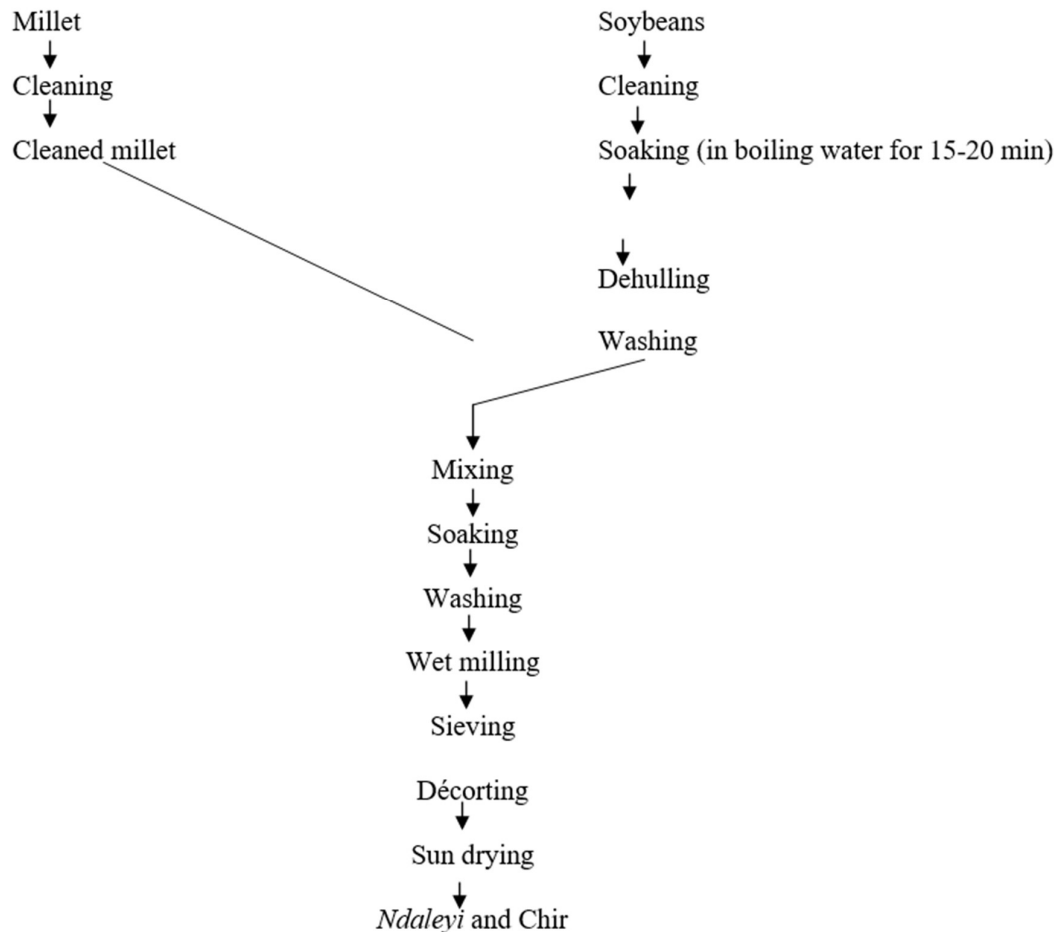 Millet
Soybeans
Cleaning
Cleaning
Cleaned millet
Soaking (in boiling water for 15-20 min)
Dehulling
Washing
Mixing
Soaking
Washing
Wet milling
Sieving
Décorting
Sun drying
Ndaleyi and Chir